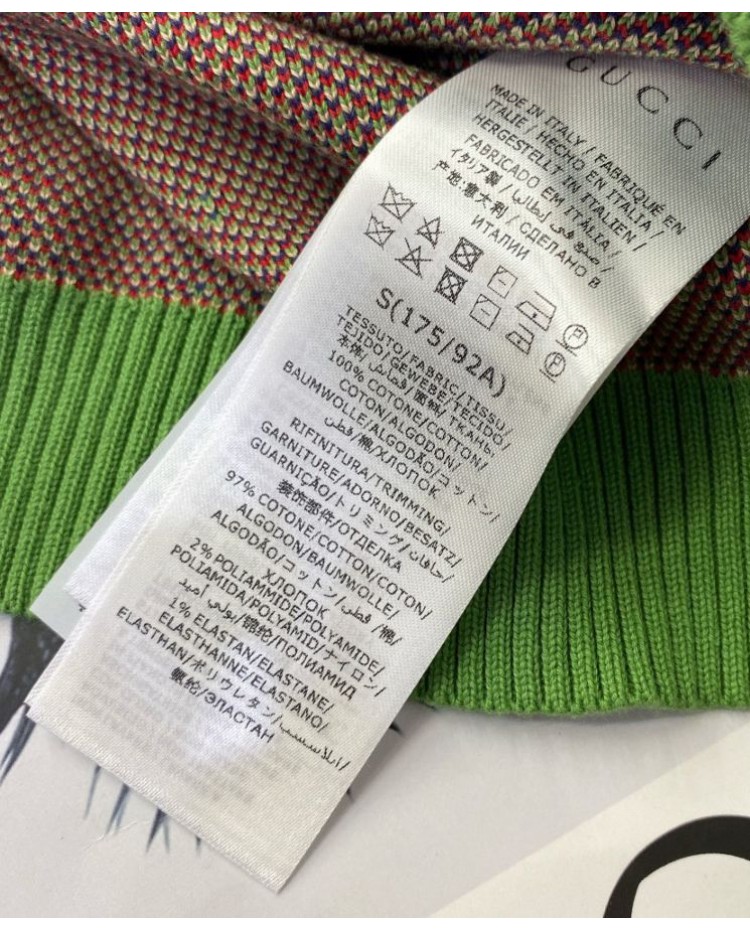 GUCCI
MADE IN ITALY / FABRIQUÉ EN
ITALIE / HECHO EN ITALIA /
HERGESTELLT IN ITALIEN /
FABRICADO EM ITALIA /
イタリア製 / صنع في ايطاليا /
产地:意大利 / СДЕЛАНО В
ИТАЛИИ
S(175/92A)
TESSUTO/FABRIC/TISSU/
TEJIDO/GEWEBE/TECIDO/
本体/ قماش/ 面料/ ТКАНЬ
100% COTONE/COTTON/
COTON/ALGODON/
BAUMWOLLE/ALGODÃO/コットン/
قطن/ 棉/ХЛОПОК
RIFINITURA/TRIMMING/
GARNITURE/ADORNO/BESATZ/
GUARNIÇÃO/トリミング/ حافات/
装饰部件/ОТДЕЛКА
97% COTONE/COTTON/COTON/
ALGODON/BAUMWOLLE/
ALGODÃO/コットン/ قطن/ 棉/
ХЛОПОК
2% POLIAMMIDE/POLYAMIDE/
POLIAMIDA/POLYAMID/ナイロン/
بولي أميد/锦纶/ПОЛИАМИД
1% ELASTAN/ELASTANE/
ELASTHANNE/ELASTANO/
ELASTHAN/ポリウレタン/
氨纶/ЭЛАСТАН